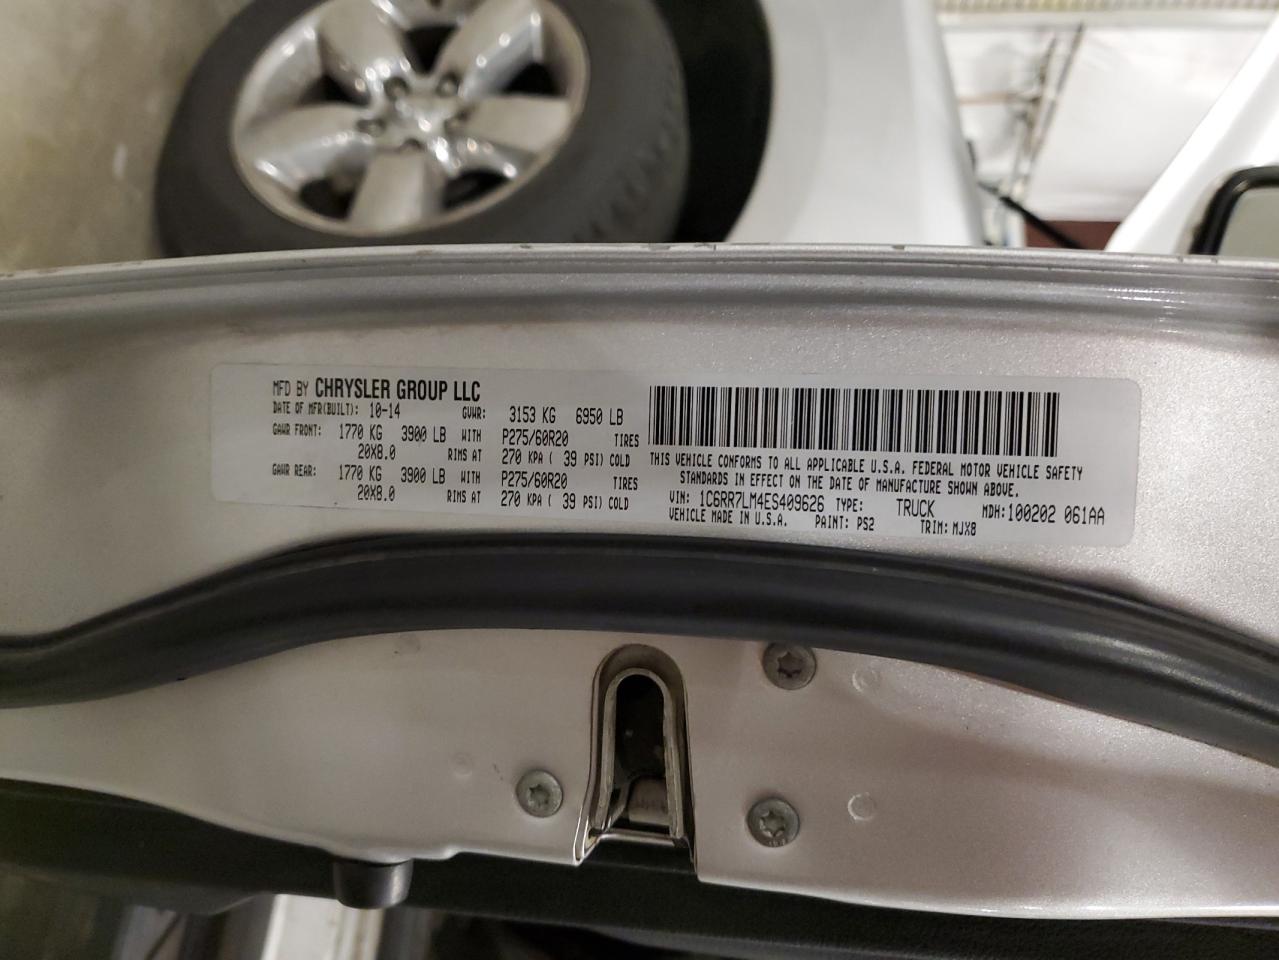 MFD BY CHRYSLER GROUP LLC
DATE OF MFR(BUILT): 10-14 GVWR: 3153 KG 6950 LB
GAWR FRONT: 1770 KG 3900 LB WITH P275/60R20 TIRES
20X8.0 RIMS AT 270 KPA ( 39 PSI) COLD
GAWR REAR: 1770 KG 3900 LB WITH P275/60R20 TIRES
20X8.0 RIMS AT 270 KPA ( 39 PSI) COLD
THIS VEHICLE CONFORMS TO ALL APPLICABLE U.S.A. FEDERAL MOTOR VEHICLE SAFETY
STANDARDS IN EFFECT ON THE DATE OF MANUFACTURE SHOWN ABOVE.
VIN: 1C6RR7LM4ES409626 TYPE: TRUCK MDH: 100202 061AA
VEHICLE MADE IN U.S.A. PAINT: PS2 TRIM: MJX8